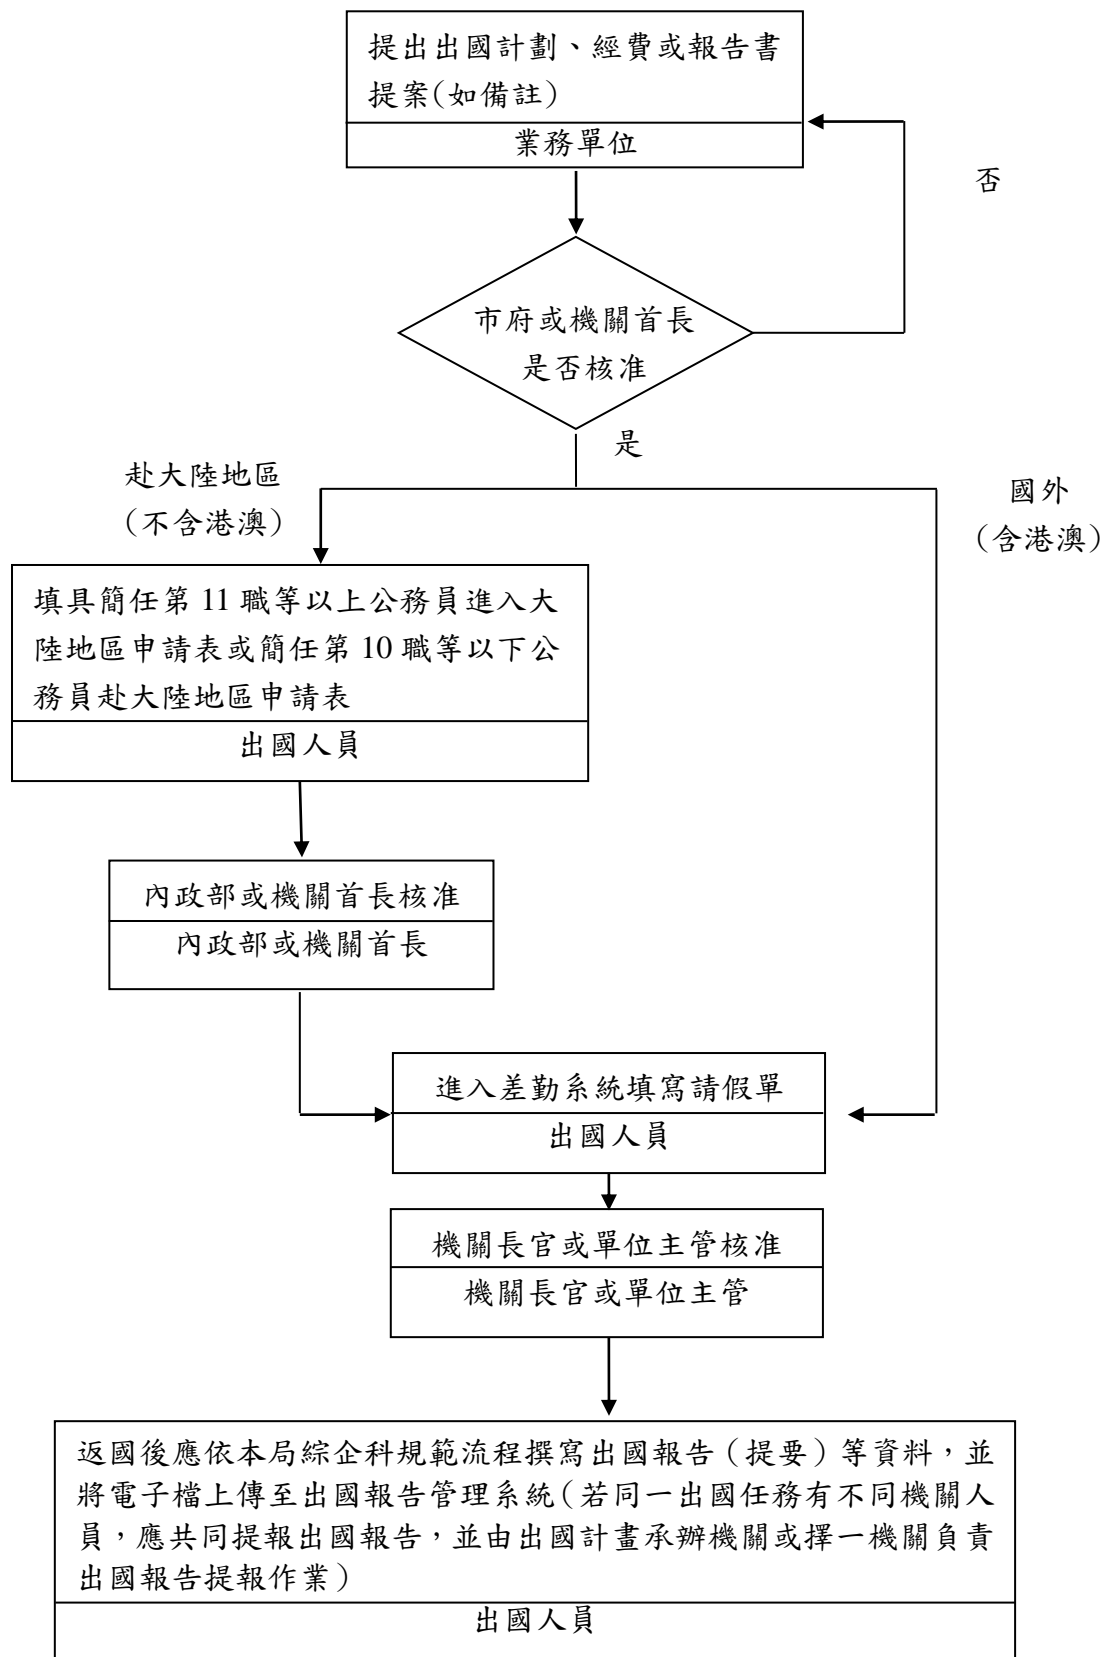 提出出國計劃、經費或報告書
提案(如備註)
業務單位
否
市府或機關首長
是否核准
是
赴大陸地區
(不含港澳)
國外
(含港澳)
填具簡任第 11 職等以上公務員進入大
陸地區申請表或簡任第 10 職等以下公
務員赴大陸地區申請表
出國人員
內政部或機關首長核准
內政部或機關首長
進入差勤系統填寫請假單
出國人員
機關長官或單位主管核准
機關長官或單位主管
返國後應依本局綜企科規範流程撰寫出國報告(提要)等資料,並
將電子檔上傳至出國報告管理系統(若同一出國任務有不同機關人
員,應共同提報出國報告,並由出國計畫承辦機關或擇一機關負責
出國報告提報作業)
出國人員